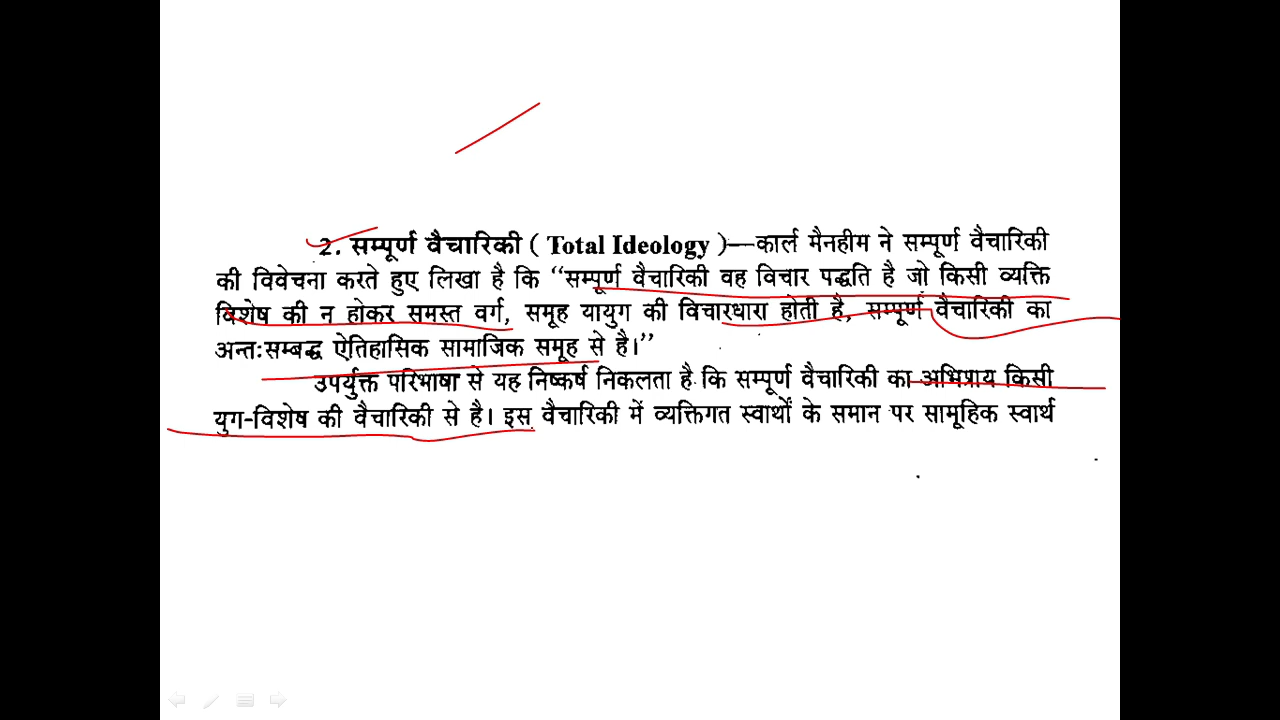 2. सम्पूर्ण वैचारिकी ( Total Ideology )—कार्ल मैनहीम ने सम्पूर्ण वैचारिकी
की विवेचना करते हुए लिखा है कि “सम्पूर्ण वैचारिकी वह विचार पद्धति है जो किसी व्यक्ति
विशेष की न होकर समस्त वर्ग, समूह यायुग की विचारधारा होती है, सम्पूर्ण वैचारिकी का
अन्तःसम्बद्ध ऐतिहासिक सामाजिक समूह से है।”
उपर्युक्त परिभाषा से यह निष्कर्ष निकलता है कि सम्पूर्ण वैचारिकी का अभिप्राय किसी
युग-विशेष की वैचारिकी से है। इस वैचारिकी में व्यक्तिगत स्वार्थों के समान पर सामूहिक स्वार्थ